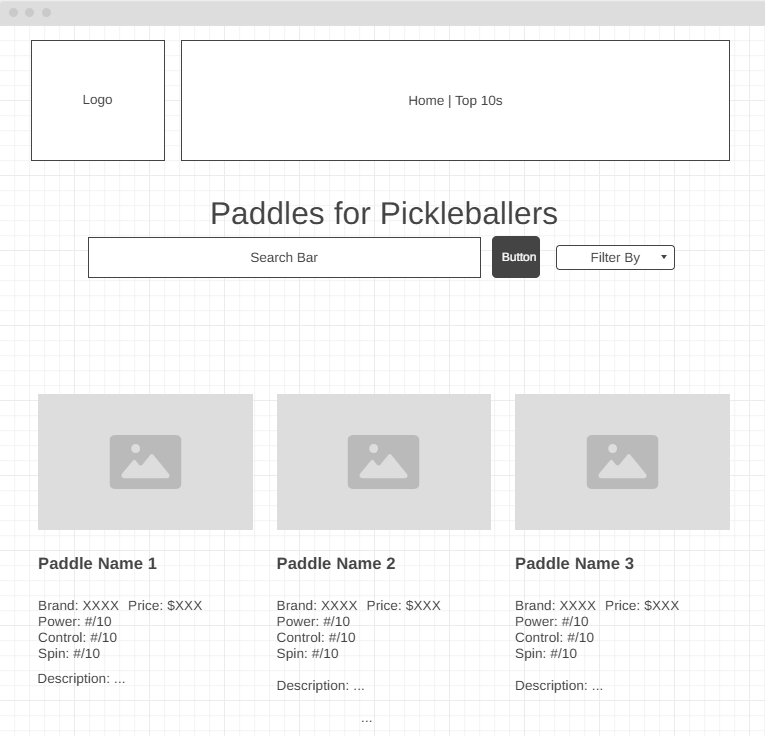 Logo
Home | Top 10s
Paddles for Pickleballers
Search Bar
Button
Filter By
Paddle Name 1
Brand: XXXX  Price: $XXX
Power: #/10
Control: #/10
Spin: #/10
Description: ...
Paddle Name 2
Brand: XXXX  Price: $XXX
Power: #/10
Control: #/10
Spin: #/10
Description: ...
Paddle Name 3
Brand: XXXX  Price: $XXX
Power: #/10
Control: #/10
Spin: #/10
Description: ...
...